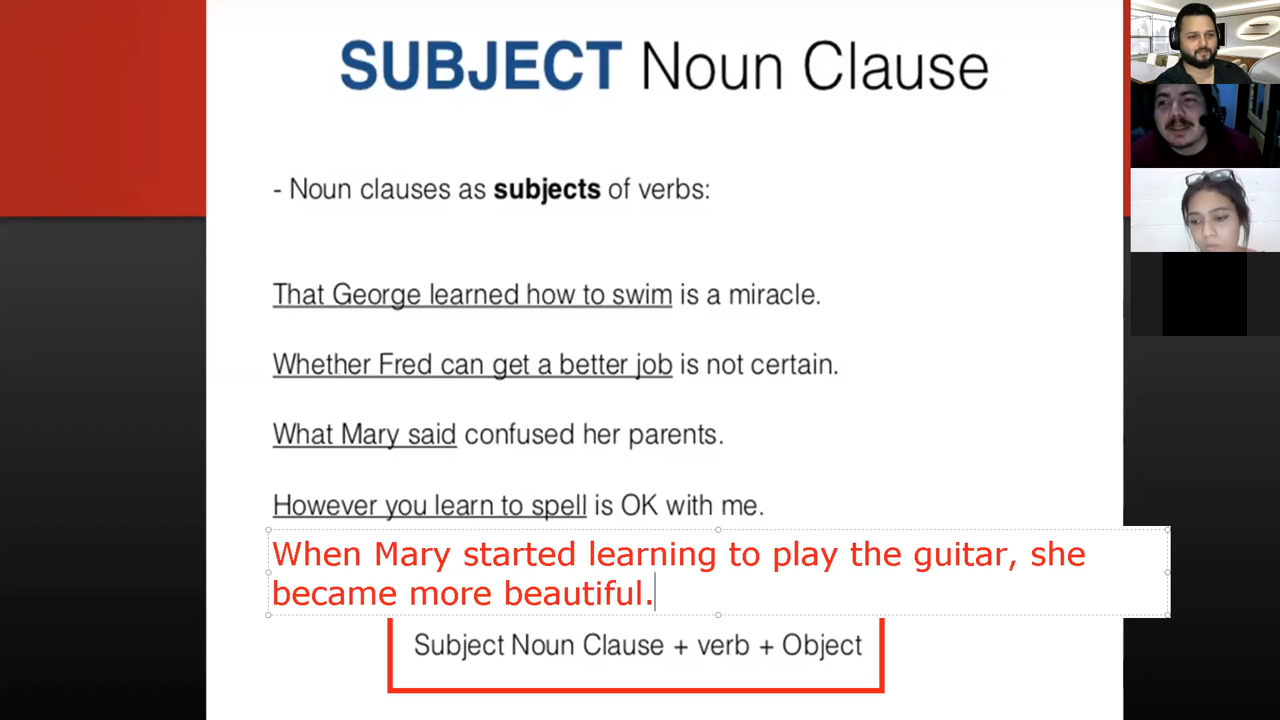 SUBJECT Noun Clause
- Noun clauses as subjects of verbs:
That George learned how to swim is a miracle.
Whether Fred can get a better job is not certain.
What Mary said confused her parents.
However you learn to spell is OK with me.
When Mary started learning to play the guitar, she
became more beautiful.
Subject Noun Clause + verb + Object